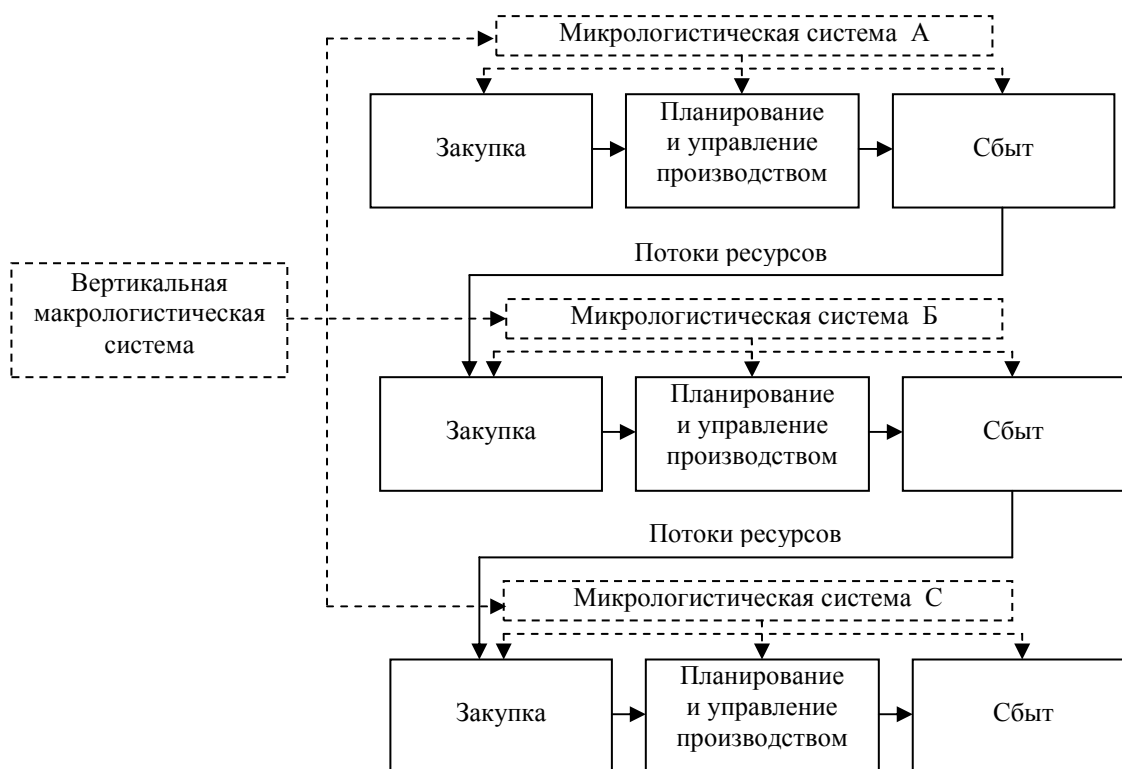 Микрологистическая система А
Закупка
Планирование
и управление
производством
Сбыт
Потоки ресурсов
Вертикальная
макрологистическая
система
Микрологистическая система Б
Закупка
Планирование
и управление
производством
Сбыт
Потоки ресурсов
Микрологистическая система С
Закупка
Планирование
и управление
производством
Сбыт